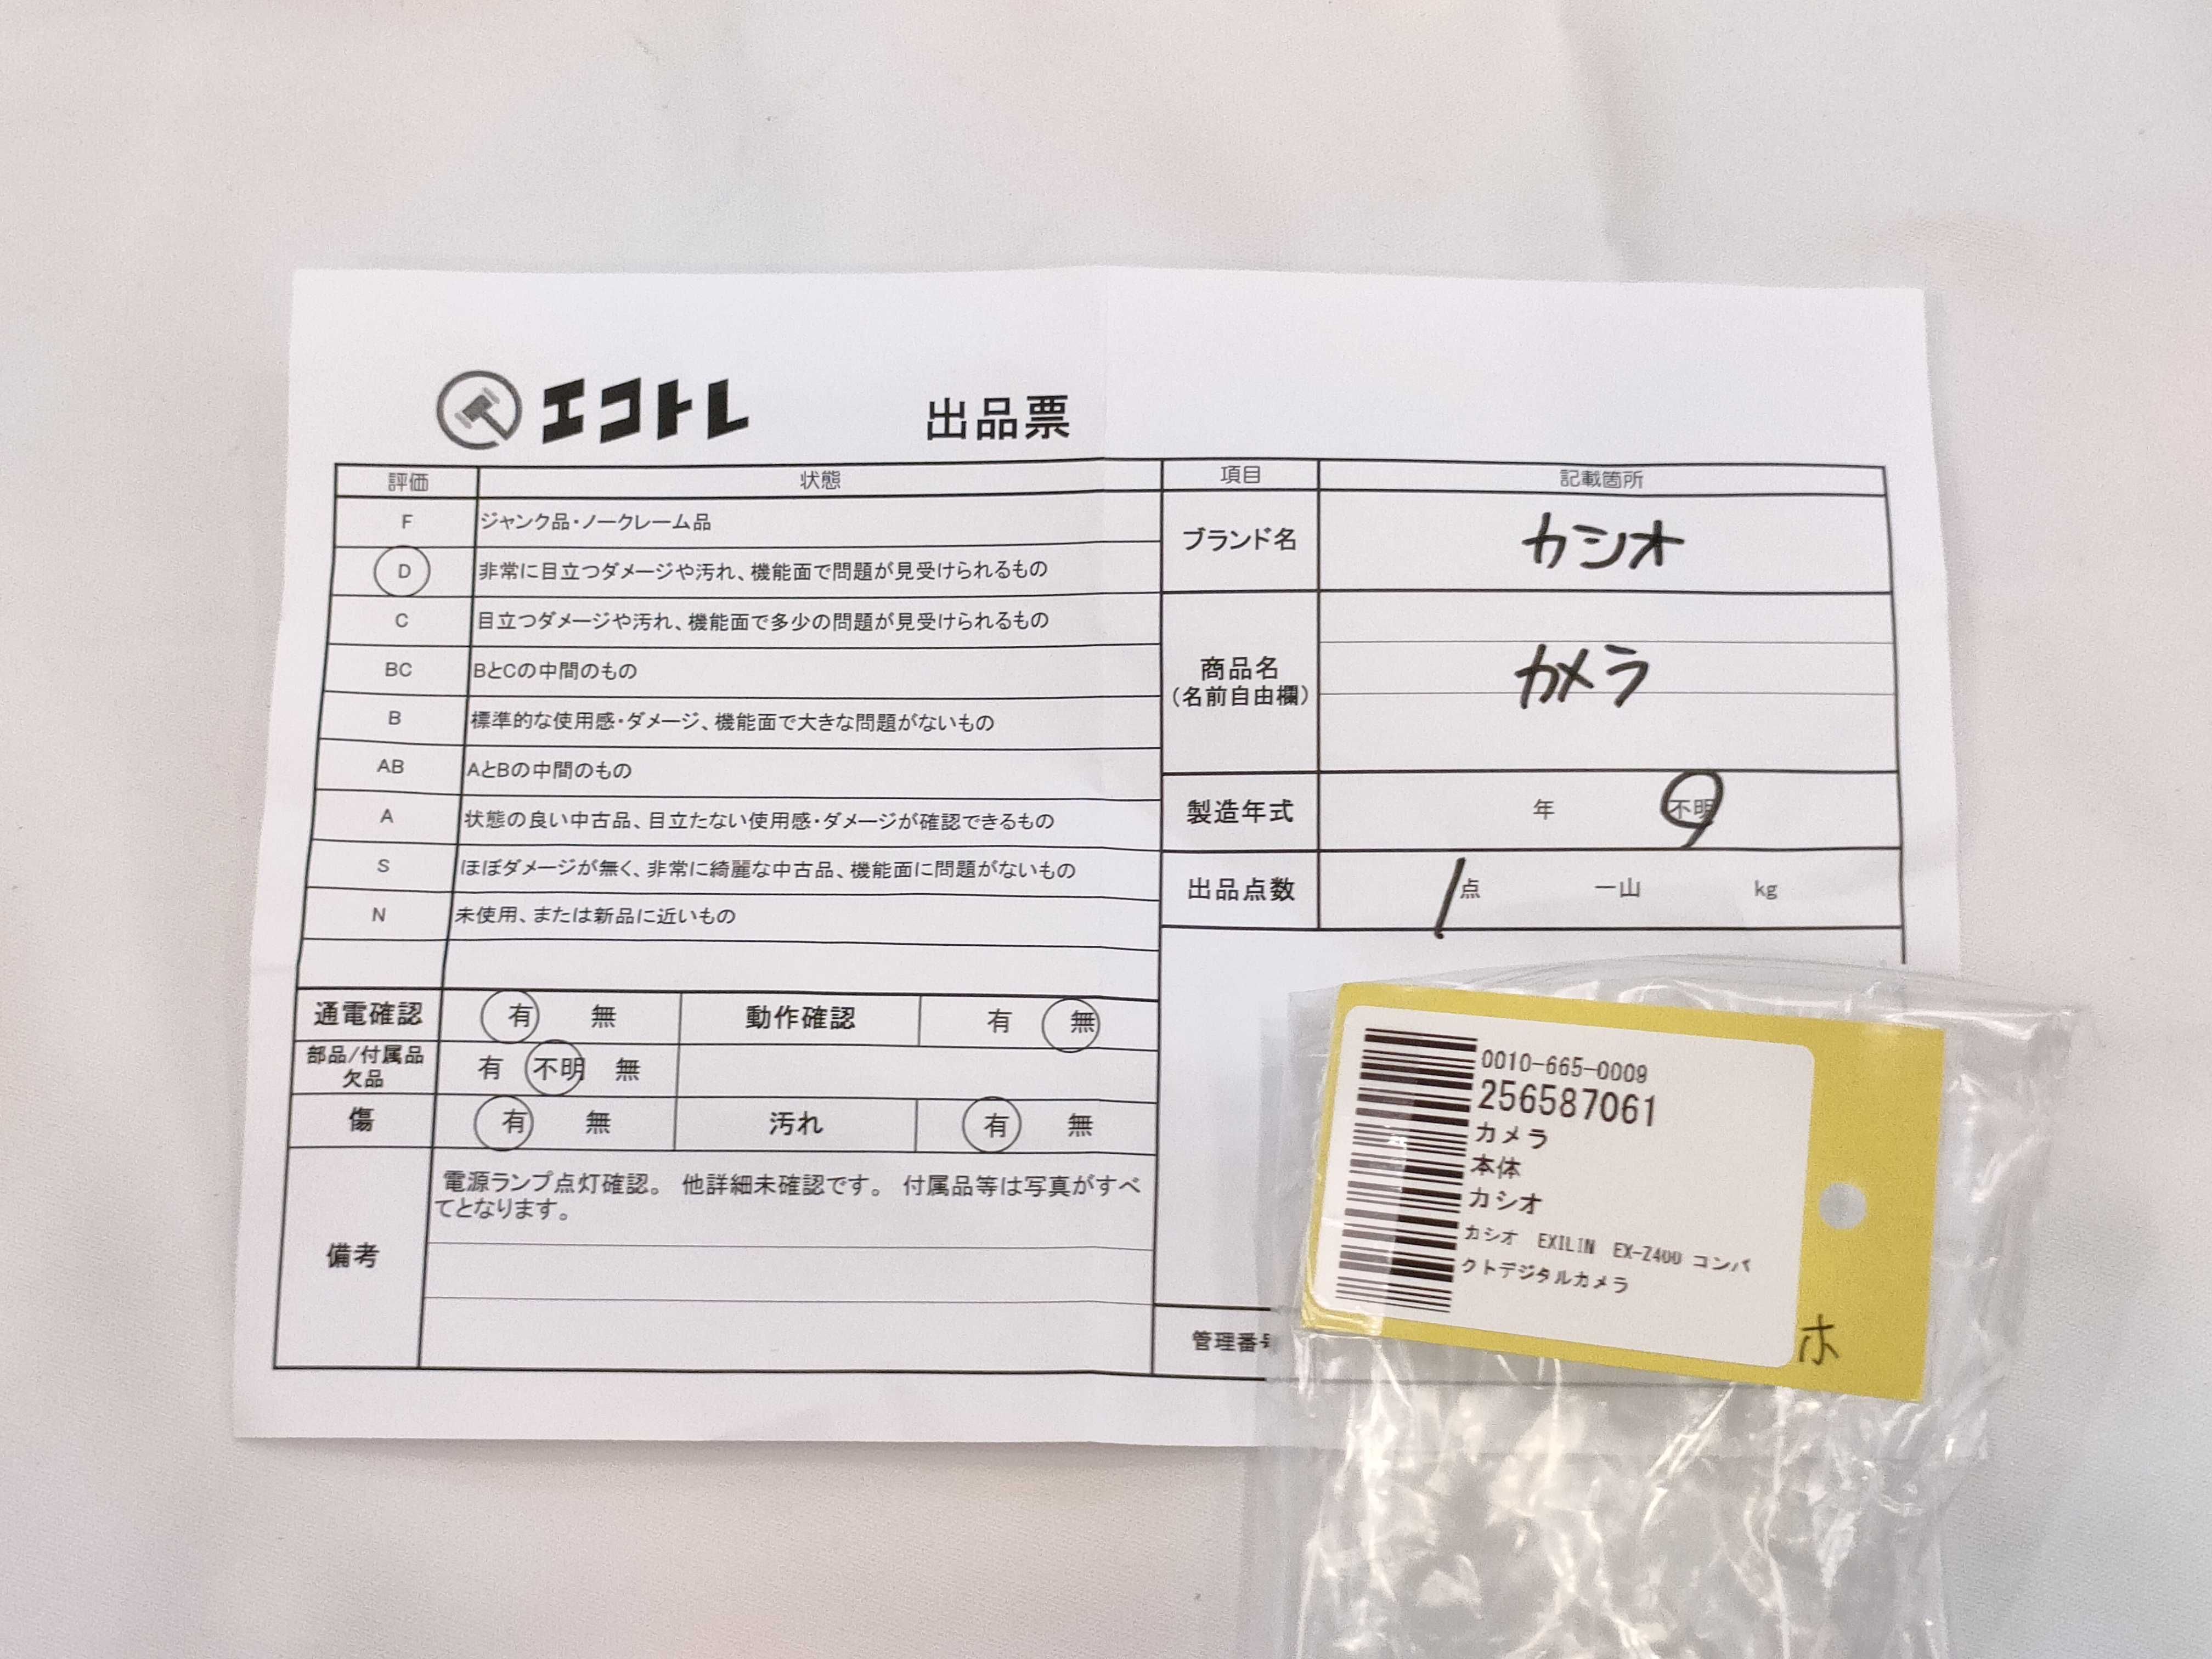 エコトレ 出品票
評価 状態
F ジャンク品・ノークレーム品
D 非常に目立つダメージや汚れ、機能面で問題が見受けられるもの
C 目立つダメージや汚れ、機能面で多少の問題が見受けられるもの
BC BとCの中間のもの
B 標準的な使用感・ダメージ、機能面で大きな問題がないもの
AB AとBの中間のもの
A 状態の良い中古品、目立たない使用感・ダメージが確認できるもの
S ほぼダメージが無く、非常に綺麗な中古品、機能面に問題がないもの
N 未使用、または新品に近いもの
通電確認 有 無 動作確認 有 無
部品/付属品
欠品 有 不明 無
傷 有 無 汚れ 有 無
備考
電源ランプ点灯確認。 他詳細未確認です。 付属品等は写真がすべ
てとなります。
項目 記載箇所
ブランド名 カシオ
商品名
(名前自由欄) カメラ
製造年式 年 不明
出品点数 1点 一山 kg
管理番号
0010-665-0009
256587061
カメラ
本体
カシオ
カシオ EXILIN EX-Z400 コンパ
クトデジタルカメラ
ホ